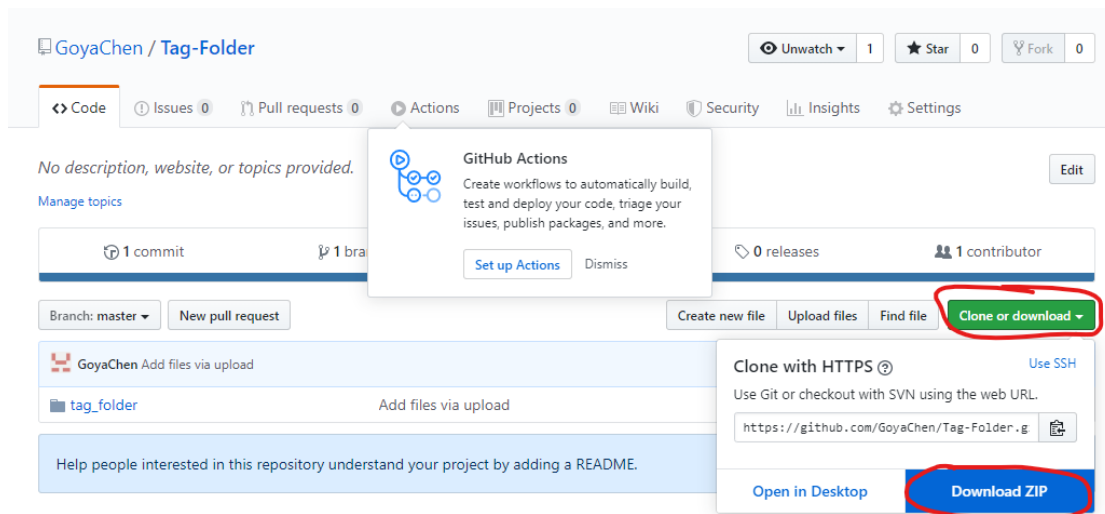 GoyaChen / Tag-Folder
Unwatch 1 Star 0 Fork 0
Code Issues 0 Pull requests 0 Actions Projects 0 Wiki Security Insights Settings
No description, website, or topics provided.
Edit
Manage topics
GitHub Actions
Create workflows to automatically build,
test and deploy your code, triage your
issues, publish packages, and more.
Set up Actions Dismiss
1 commit 1 0 releases 1 contributor
Branch: master New pull request Create new file Upload files Find file Clone or download
GoyaChen Add files via upload
tag_folder Add files via upload
Clone with HTTPS Use SSH
Use Git or checkout with SVN using the web URL.
https://github.com/GoyaChen/Tag-Folder.g
Help people interested in this repository understand your project by adding a README.
Open in Desktop Download ZIP